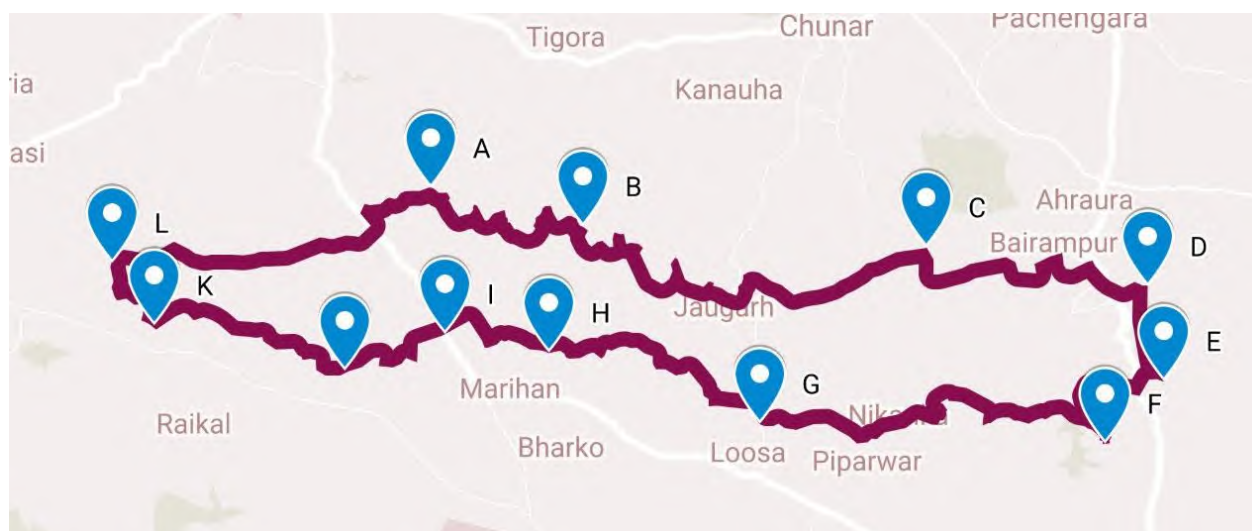 Pachengara
Chunar
Tigora
ria
Kanauha
A
asi
B
Ahraura
C
L
Bairampur
D
K
I
Jaugarh
H
E
Marihan
G
F
Raikal
Bharko
Loosa
Piparwar